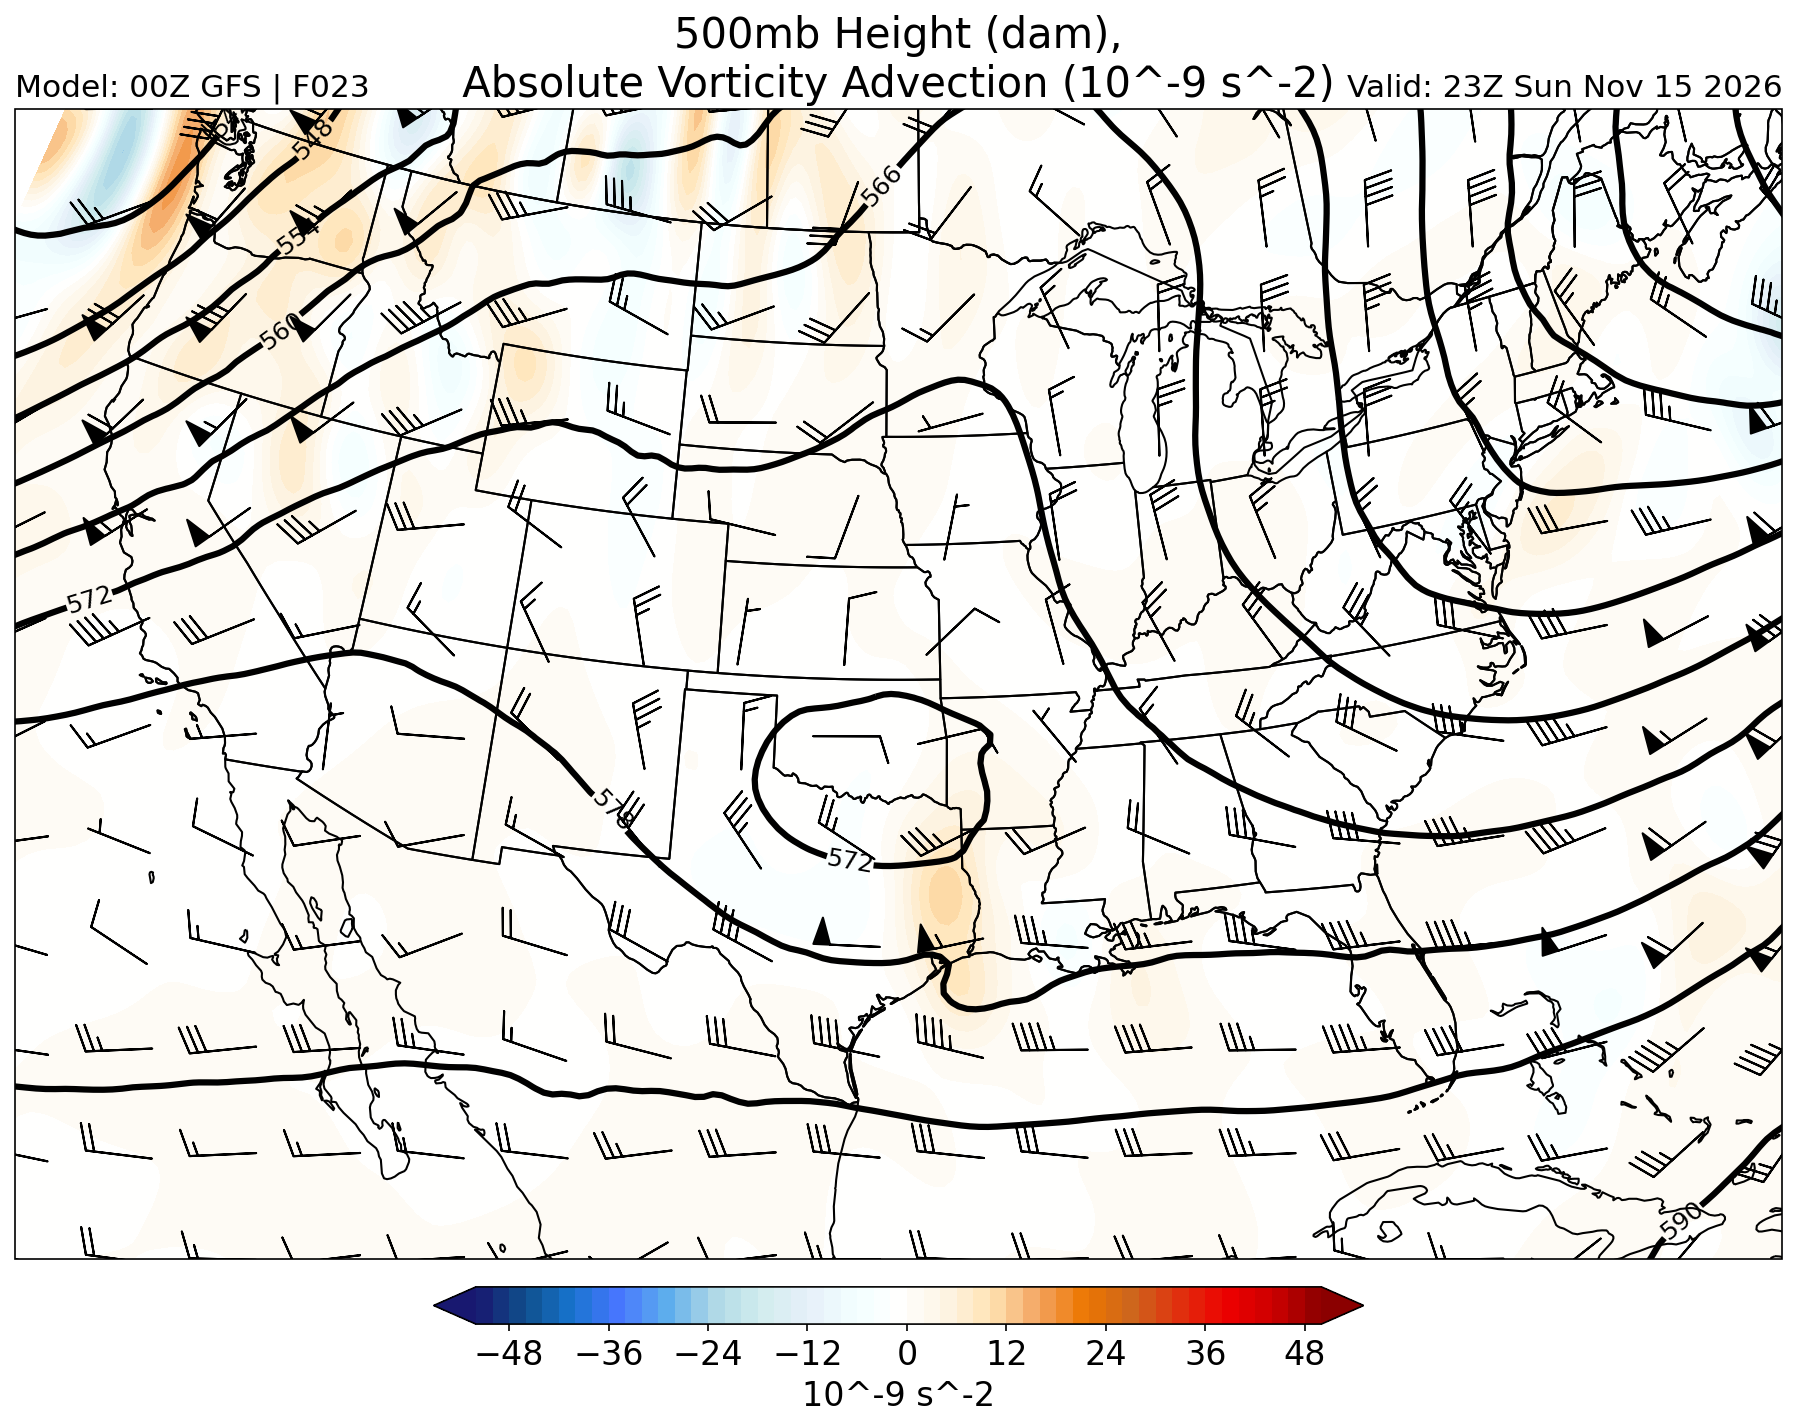 500mb Height (dam),
Model: 00Z GFS | F023
Absolute Vorticity Advection (10^-9 s^-2)
Valid: 23Z Sun Nov 15 2026
548
554
566
560
572
578
572
590
−48 −36 −24 −12 0 12 24 36 48
10^-9 s^-2